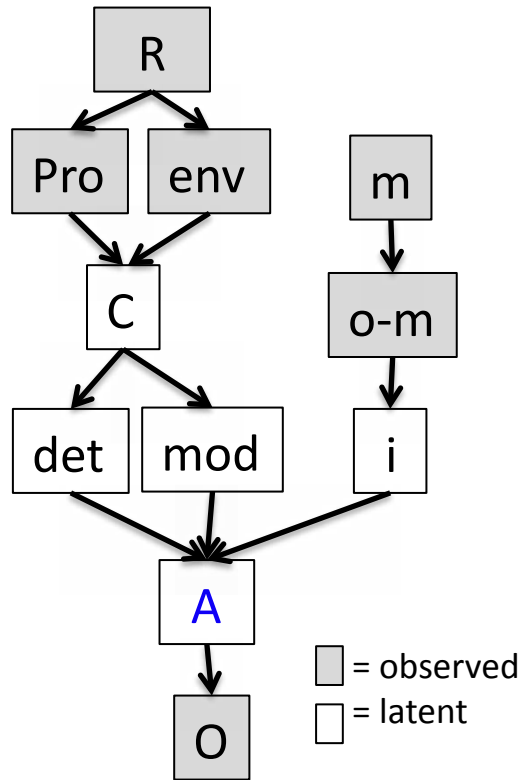 R
Pro
env
m
C
o-m
det
mod
i
A
= observed
= latent
O